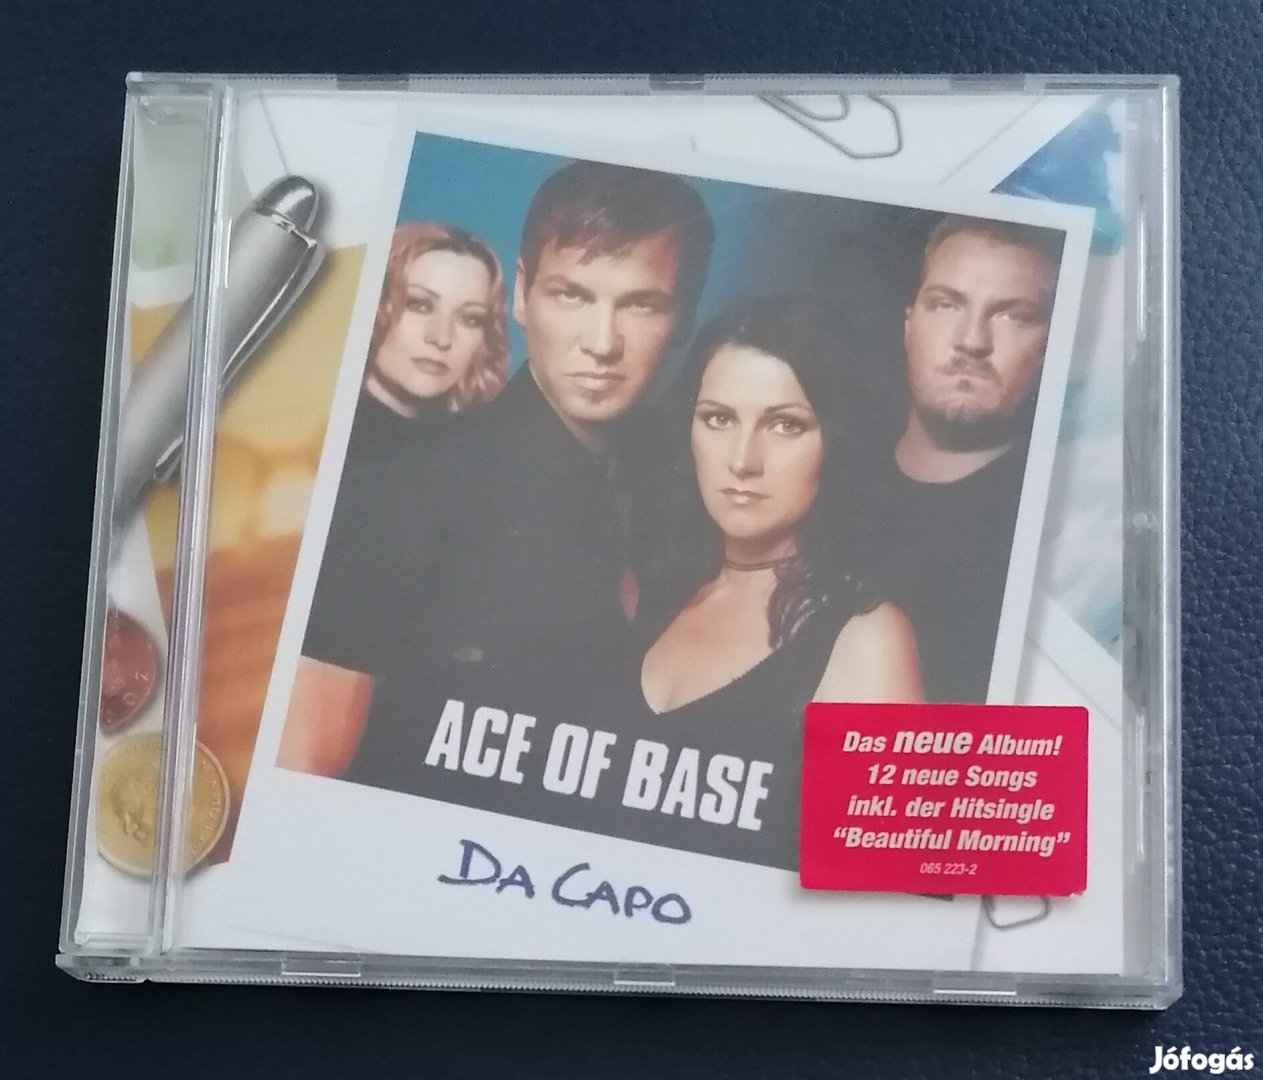 ACE OF BASE
DA CAPO
Das neue Album!
12 neue Songs
inkl. der Hitsingle
“Beautiful Morning”
065 223-2
Jófogás